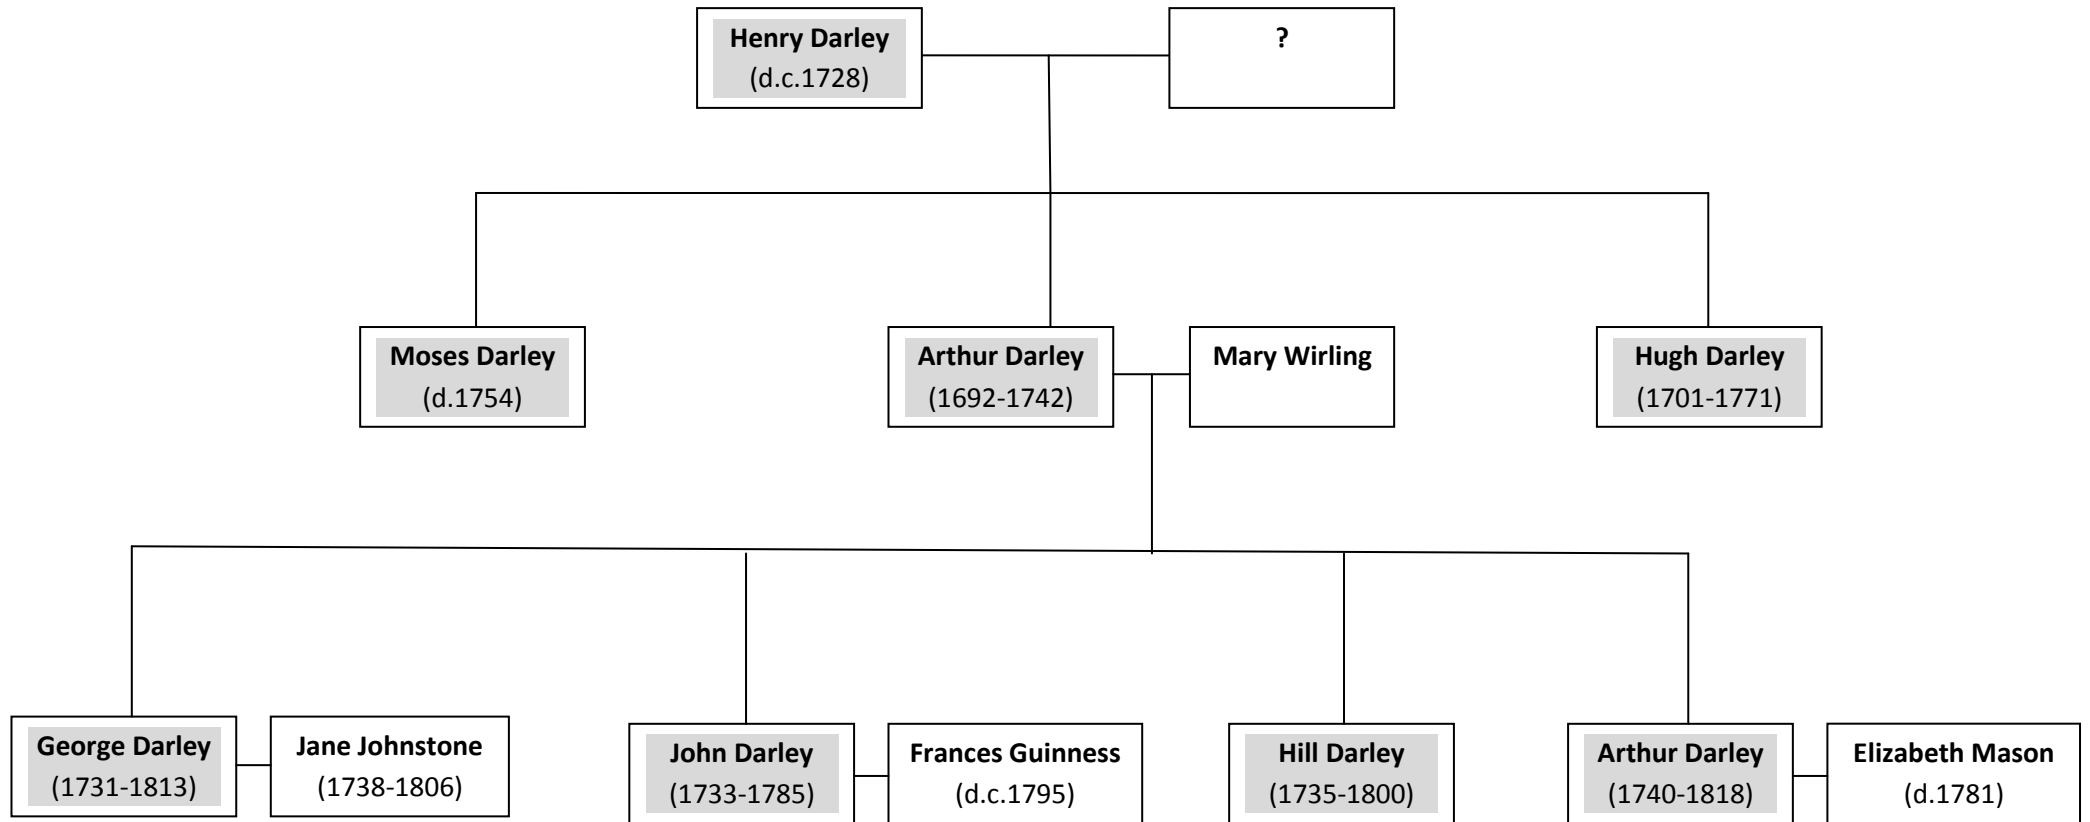 Henry Darley
(d.c.1728)
?
Moses Darley
(d.1754)
Arthur Darley
(1692-1742)
Mary Wirling
Hugh Darley
(1701-1771)
George Darley
(1731-1813)
Jane Johnstone
(1738-1806)
John Darley
(1733-1785)
Frances Guinness
(d.c.1795)
Hill Darley
(1735-1800)
Arthur Darley
(1740-1818)
Elizabeth Mason
(d.1781)